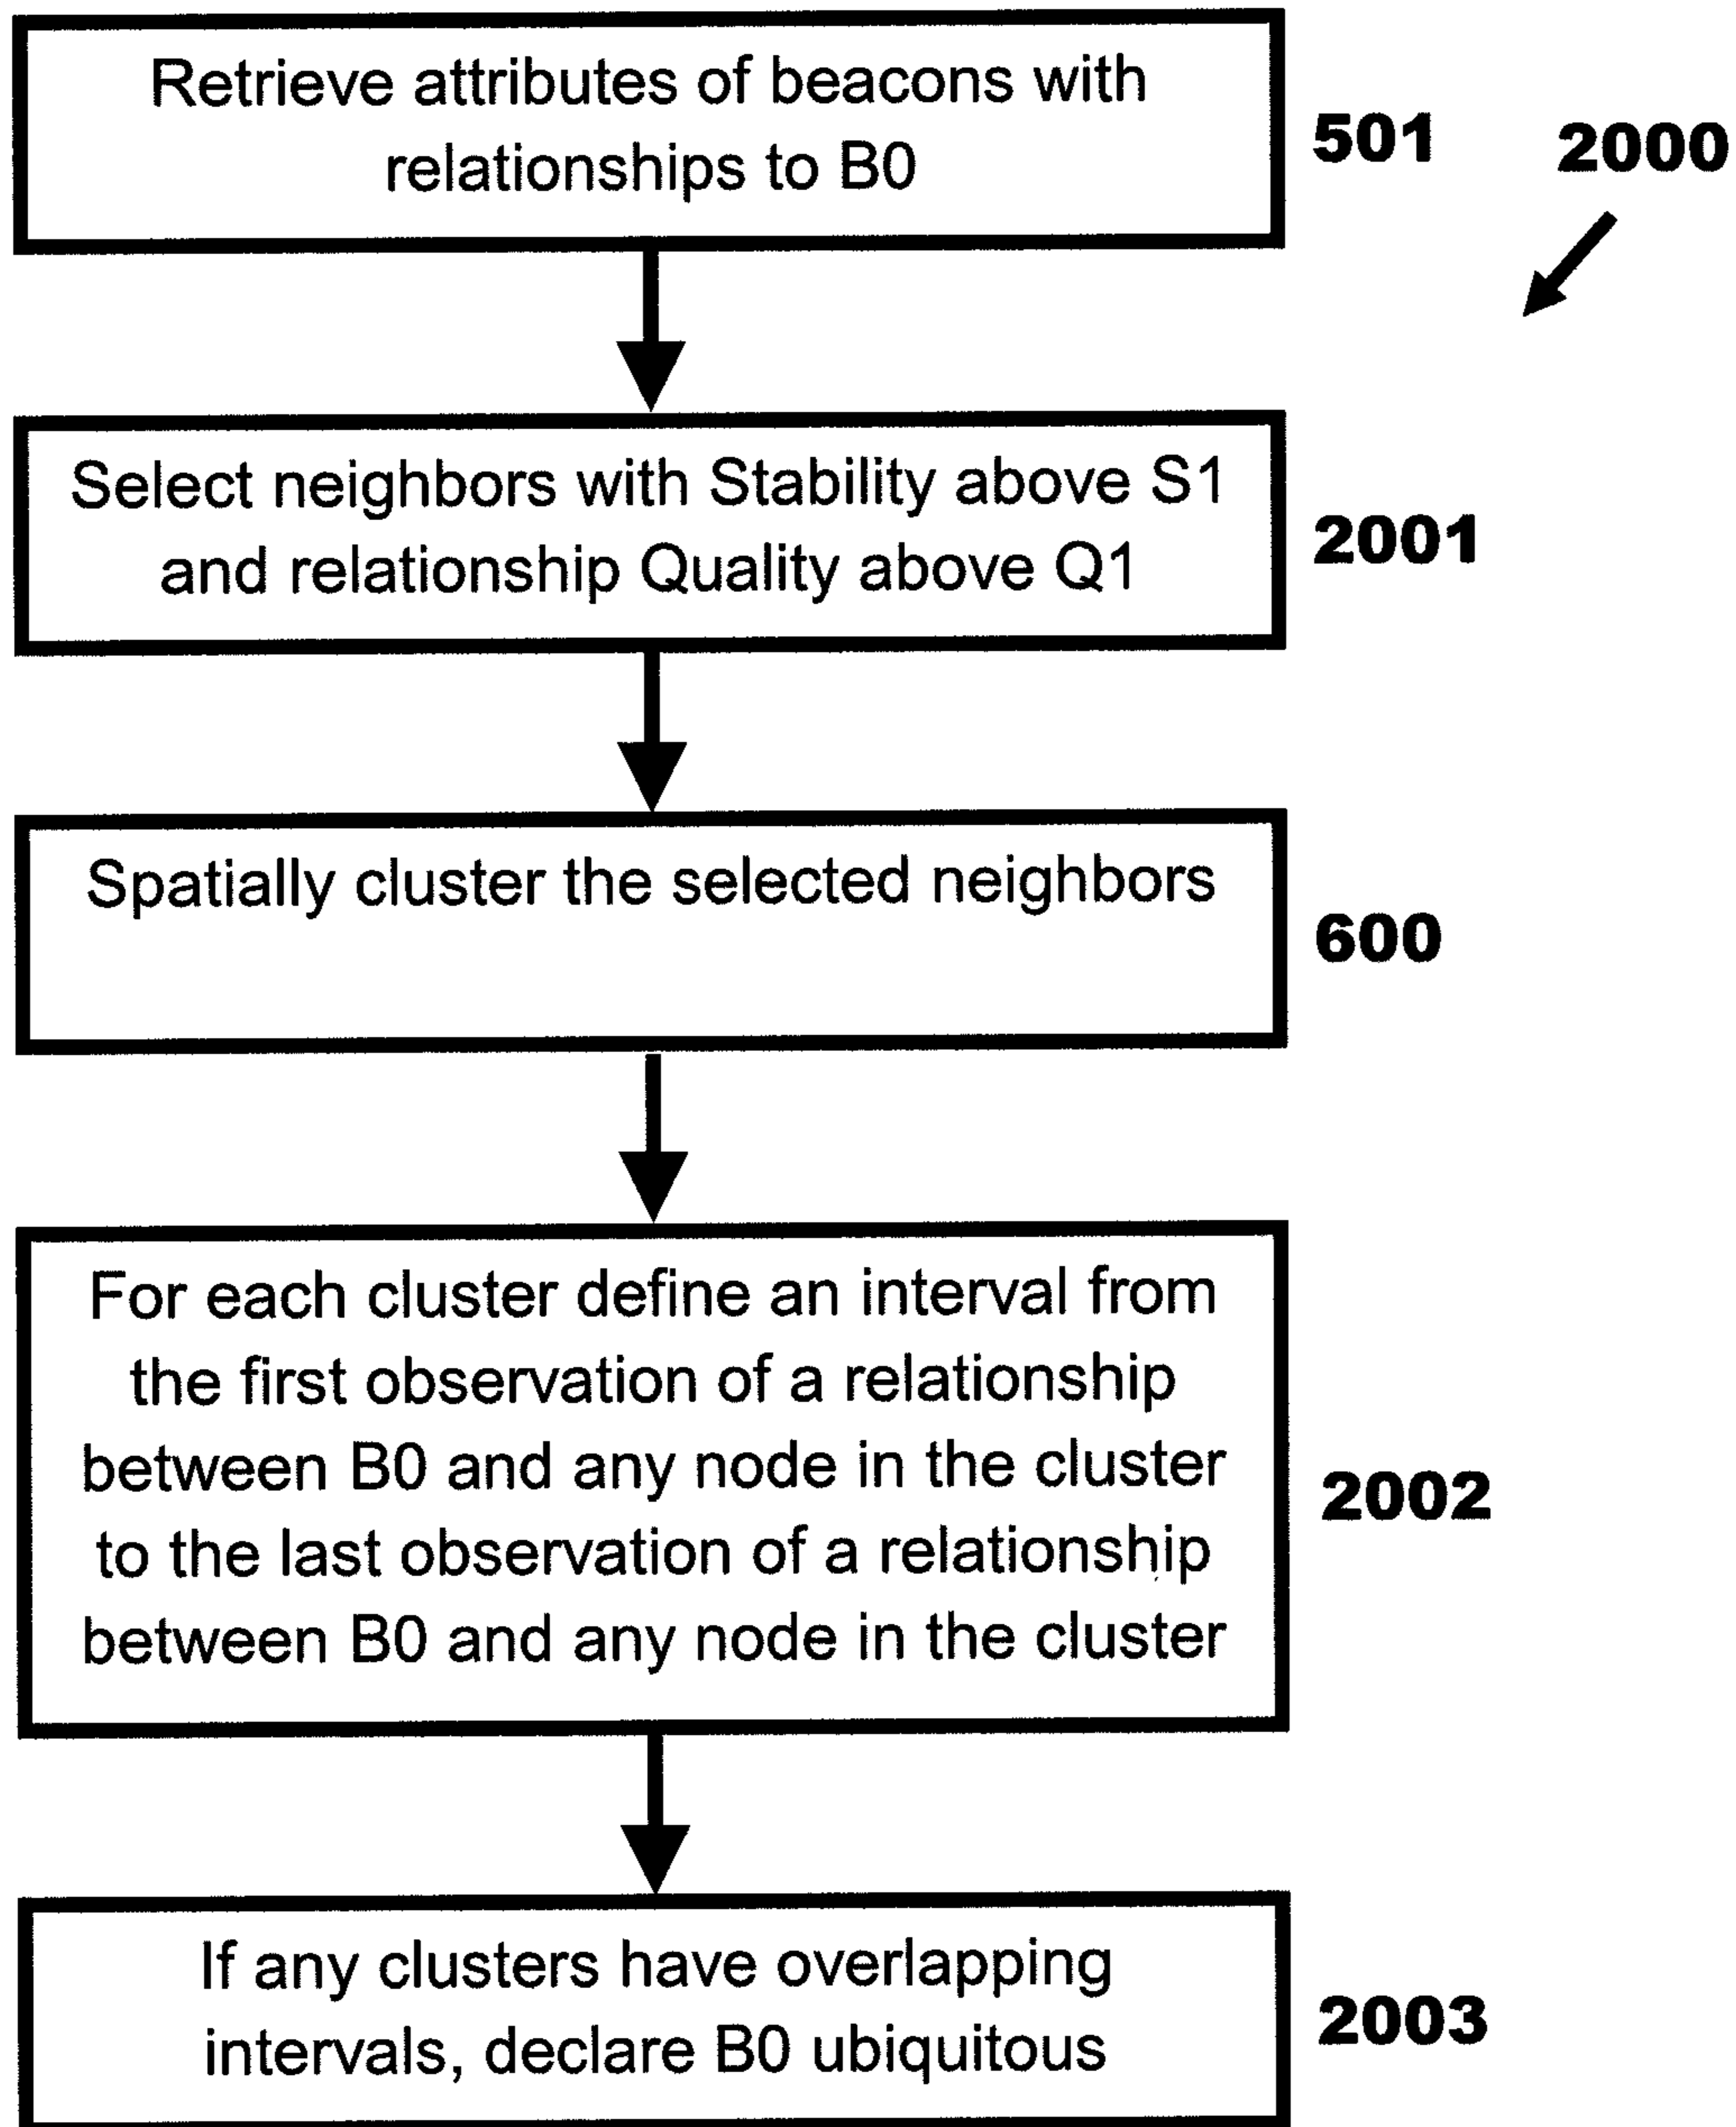 Retrieve attributes of beacons with
relationships to B0
501
2000
Select neighbors with Stability above S1
and relationship Quality above Q1
2001
Spatially cluster the selected neighbors
600
For each cluster define an interval from
the first observation of a relationship
between B0 and any node in the cluster
to the last observation of a relationship
between B0 and any node in the cluster
2002
If any clusters have overlapping
intervals, declare B0 ubiquitous
2003